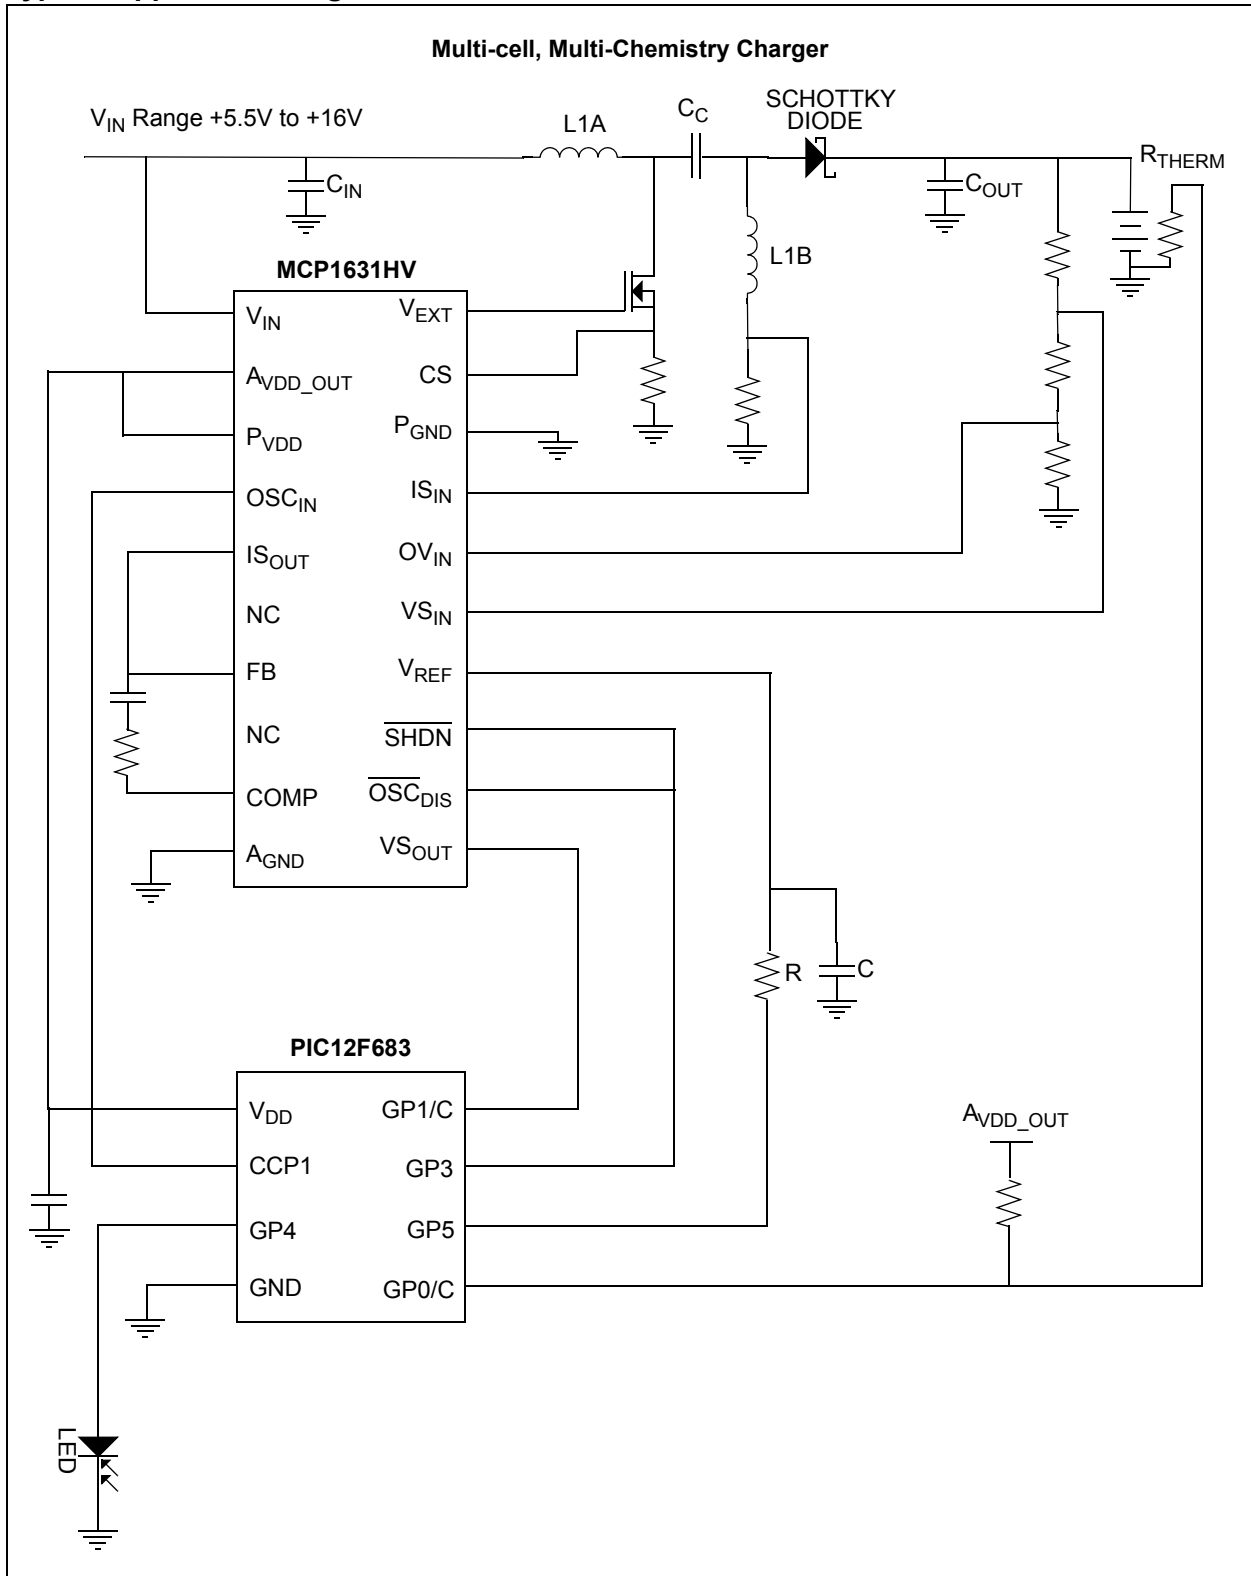 Multi-cell, Multi-Chemistry Charger
VIN Range +5.5V to +16V
L1A
CC
SCHOTTKY
DIODE
RTHERM
CIN
COUT
L1B
MCP1631HV
VIN
VEXT
AVDD_OUT
CS
PVDD
PGND
OSCIN
ISIN
ISOUT
OVIN
NC
VSIN
FB
VREF
NC
SHDN
COMP
OSCDIS
AGND
VSOUT
R
C
PIC12F683
VDD
GP1/C
AVDD_OUT
CCP1
GP3
GP4
GP5
GND
GP0/C
LED